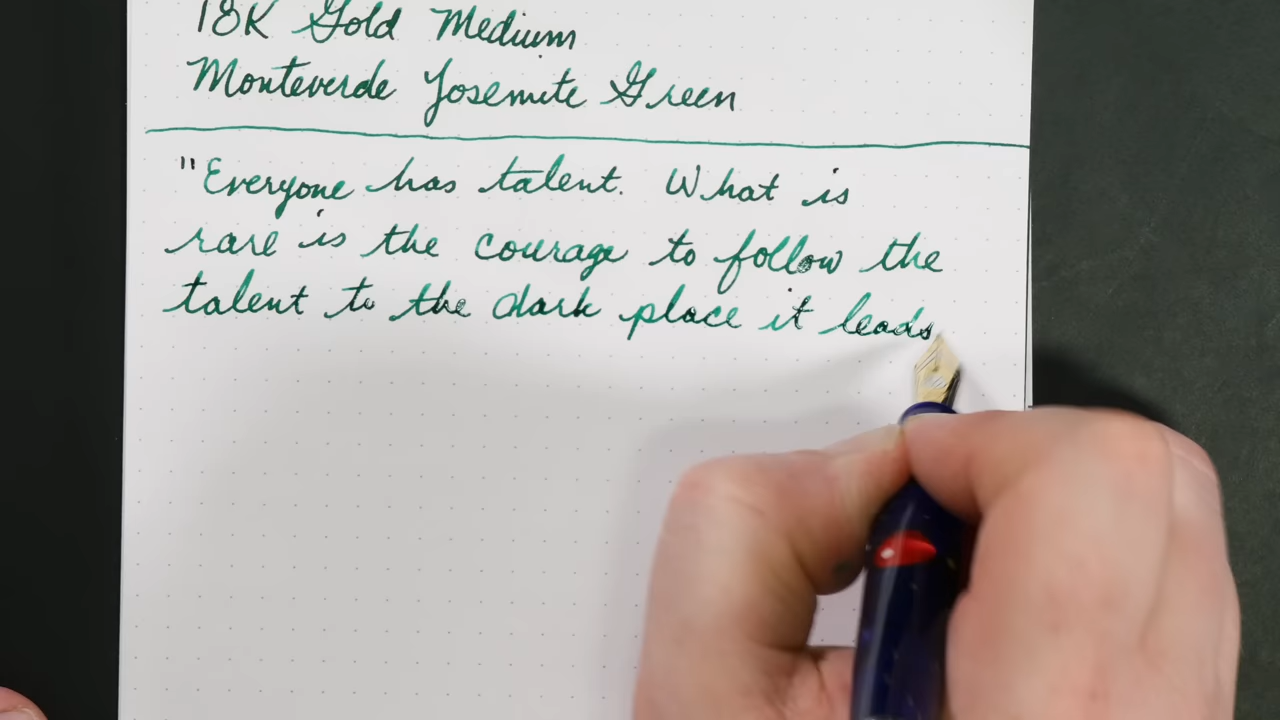 18K Gold Medium
Monteverde Yosemite Green
"Everyone has talent. What is
rare is the courage to follow the
talent to the dark place it leads